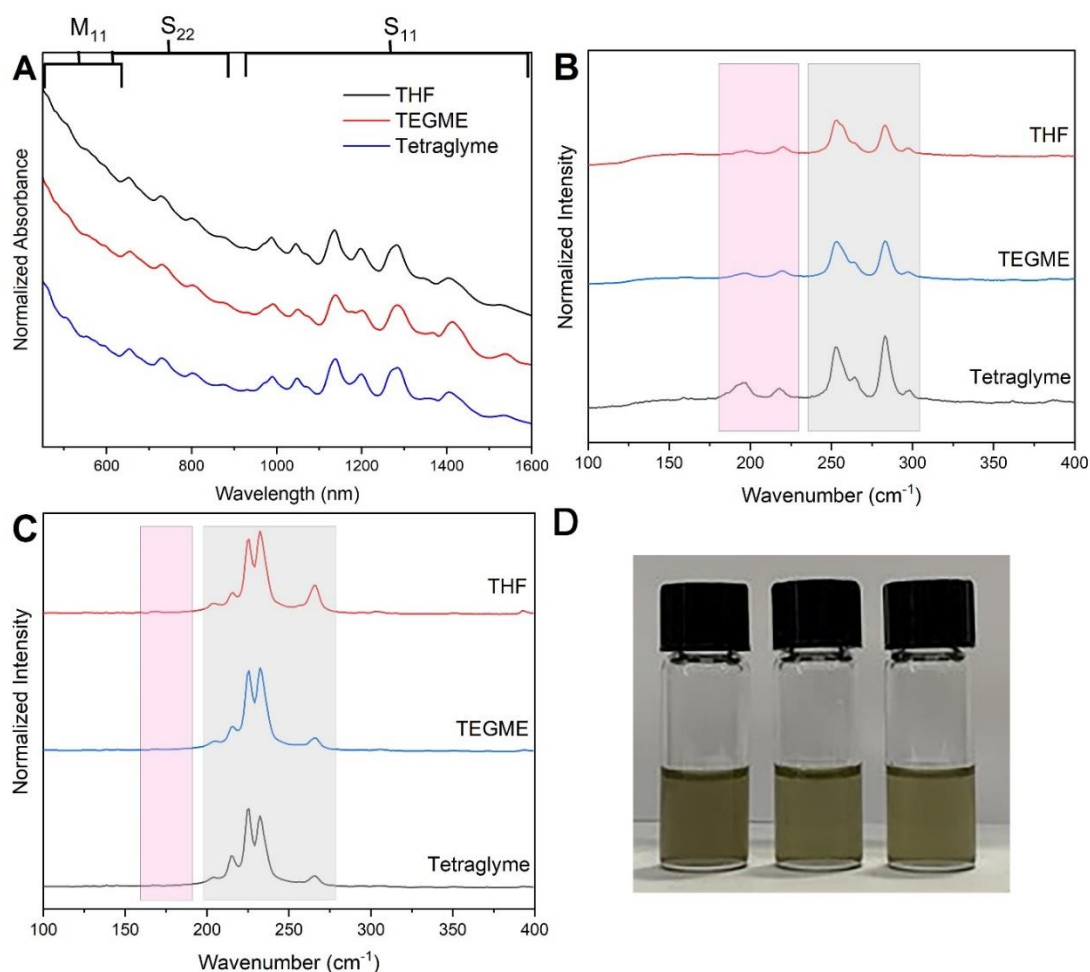 M₁₁ S₂₂ S₁₁
A
THF
TEGME
Tetraglyme
Normalized Absorbance
600 800 1000 1200 1400 1600
Wavelength (nm)
B
THF
TEGME
Tetraglyme
Normalized Intensity
100 150 200 250 300 350 400
Wavenumber (cm⁻¹)
C
THF
TEGME
Tetraglyme
Normalized Intensity
100 150 200 250 300 350 400
Wavenumber (cm⁻¹)
D